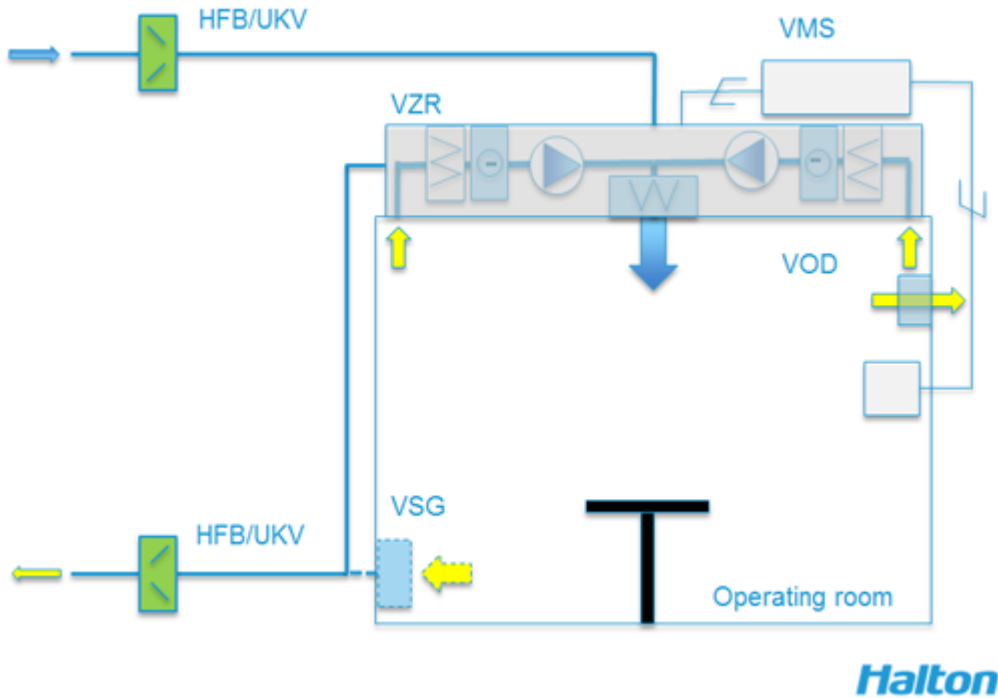 HFB/UKV
VMS
VZR
VOD
VSG
HFB/UKV
Operating room
Halton